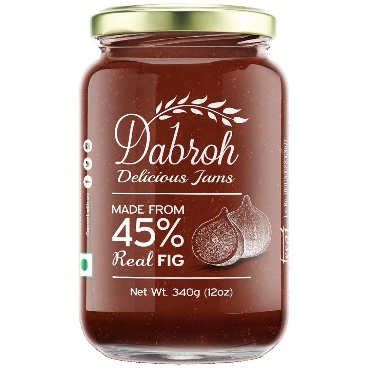 Dabroh
Delicious Jams
MADE FROM
45%
Real FIG
Net Wt. 340g (12oz)